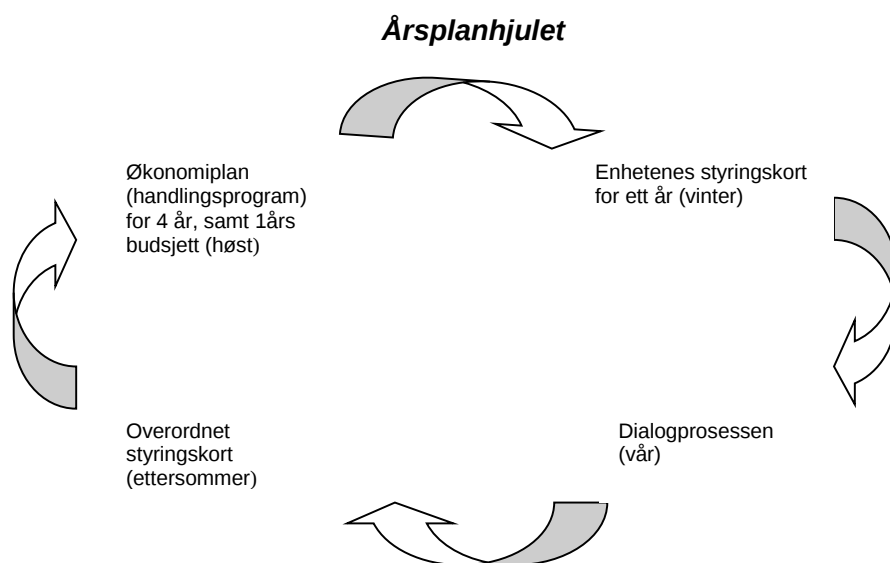 Årsplanhjulet
Økonomiplan
(handlingsprogram)
for 4 år, samt 1års
budsjett (høst)
Enhetenes styringskort
for ett år (vinter)
Overordnet
styringskort
(ettersommer)
Dialogprosessen
(vår)